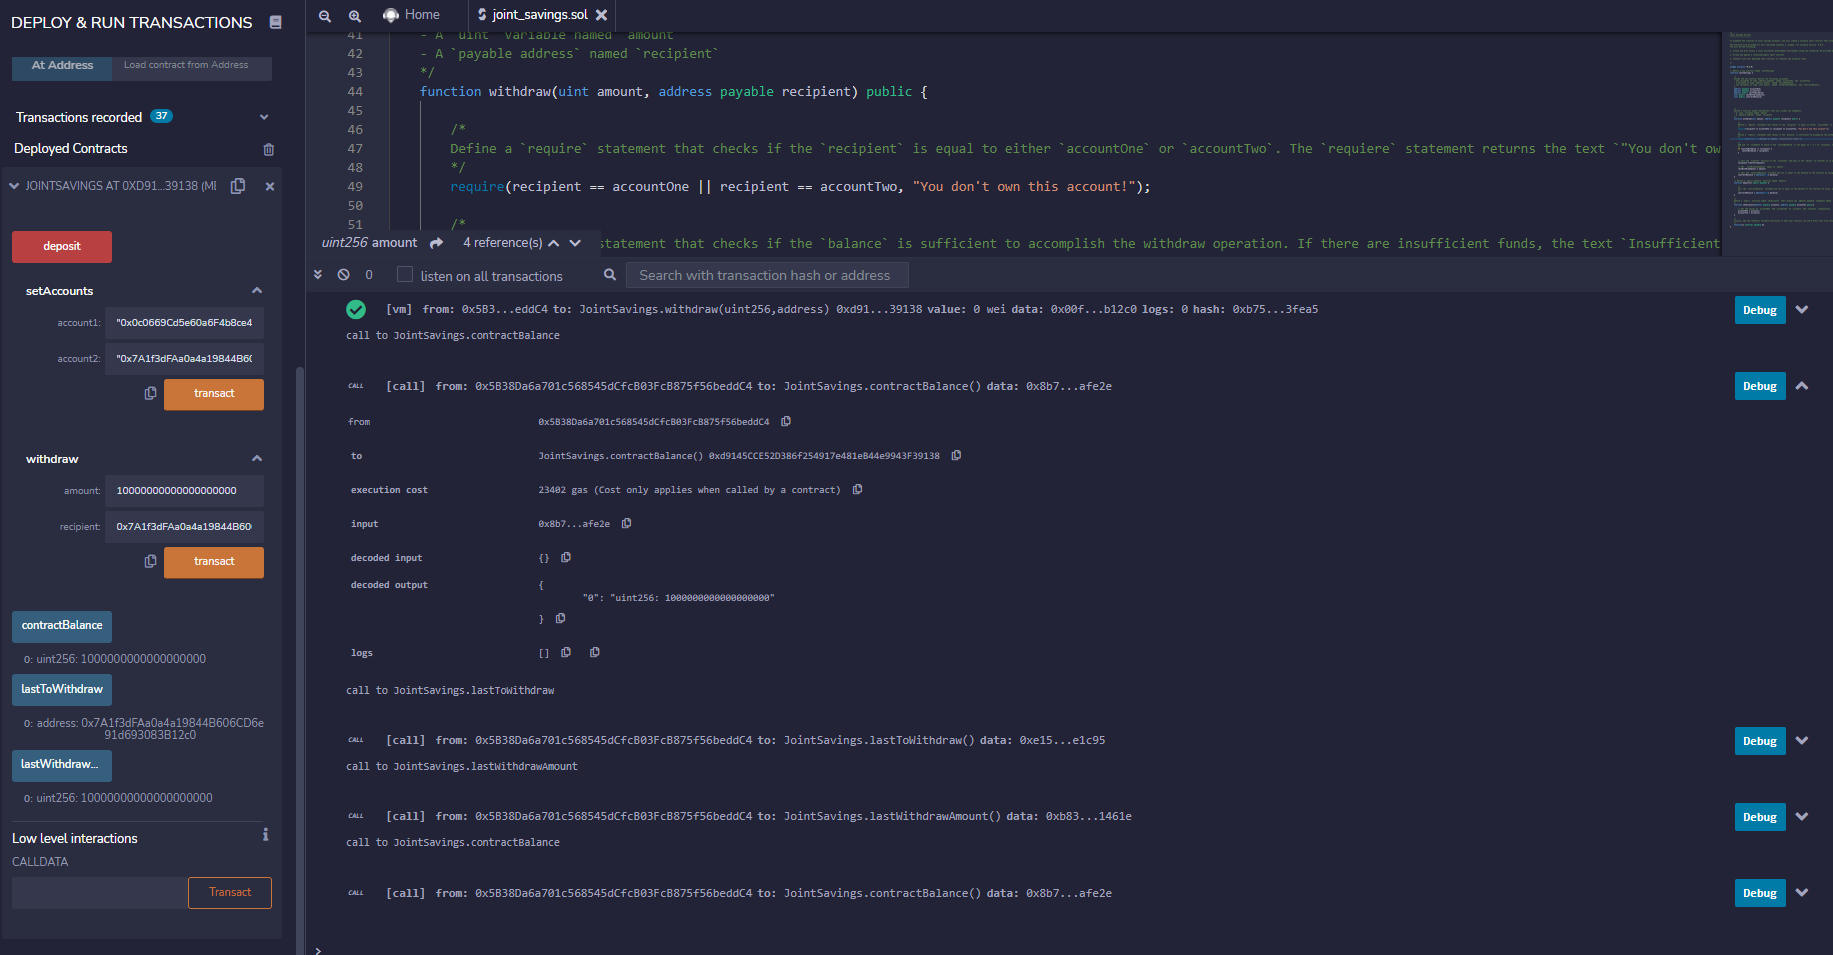 DEPLOY & RUN TRANSACTIONS
At Address
Load contract from Address
Transactions recorded 37
Deployed Contracts
JOINTSAVINGS AT 0XD91...39138 (ME
deposit
setAccounts
account1: "0x0c0669Cd5e60a6F4b8ce4
account2: "0x7A1f3dFAa0a4a19844B60
transact
withdraw
amount: 10000000000000000000
recipient: 0x7A1f3dFAa0a4a19844B60
transact
contractBalance
0: uint256: 1000000000000000000
lastToWithdraw
0: address: 0x7A1f3dFAa0a4a19844B606CD6e
91d693083B12c0
lastWithdraw...
0: uint256: 10000000000000000000
Low level interactions
CALLDATA
Transact
Home
joint_savings.sol
41 - A `uint` variable named `amount`
42 - A `payable address` named `recipient`
43 */
44 function withdraw(uint amount, address payable recipient) public {
45
46 /*
47 Define a `require` statement that checks if the `recipient` is equal to either `accountOne` or `accountTwo`. The `requiere` statement returns the text `"You don't ow
48 */
49 require(recipient == accountOne || recipient == accountTwo, "You don't own this account!");
50
51 /*
uint256 amount 4 reference(s)
statement that checks if the `balance` is sufficient to accomplish the withdraw operation. If there are insufficient funds, the text `Insufficient
0 listen on all transactions
Search with transaction hash or address
[vm] from: 0x5B3...eddC4 to: JointSavings.withdraw(uint256,address) 0xd91...39138 value: 0 wei data: 0x00f...b12c0 logs: 0 hash: 0xb75...3fea5
Debug
call to JointSavings.contractBalance
CALL [call] from: 0x5B38Da6a701c568545dCfcB03FcB875f56beddC4 to: JointSavings.contractBalance() data: 0x8b7...afe2e
Debug
from 0x5B38Da6a701c568545dCfcB03FcB875f56beddC4
to JointSavings.contractBalance() 0xd9145CCE52D386f254917e481eB44e9943F39138
execution cost 23402 gas (Cost only applies when called by a contract)
input 0x8b7...afe2e
decoded input {}
decoded output {
"0": "uint256: 1000000000000000000"
}
logs []
call to JointSavings.lastToWithdraw
CALL [call] from: 0x5B38Da6a701c568545dCfcB03FcB875f56beddC4 to: JointSavings.lastToWithdraw() data: 0xe15...e1c95
Debug
call to JointSavings.lastWithdrawAmount
CALL [call] from: 0x5B38Da6a701c568545dCfcB03FcB875f56beddC4 to: JointSavings.lastWithdrawAmount() data: 0xb83...1461e
Debug
call to JointSavings.contractBalance
CALL [call] from: 0x5B38Da6a701c568545dCfcB03FcB875f56beddC4 to: JointSavings.contractBalance() data: 0x8b7...afe2e
Debug
>